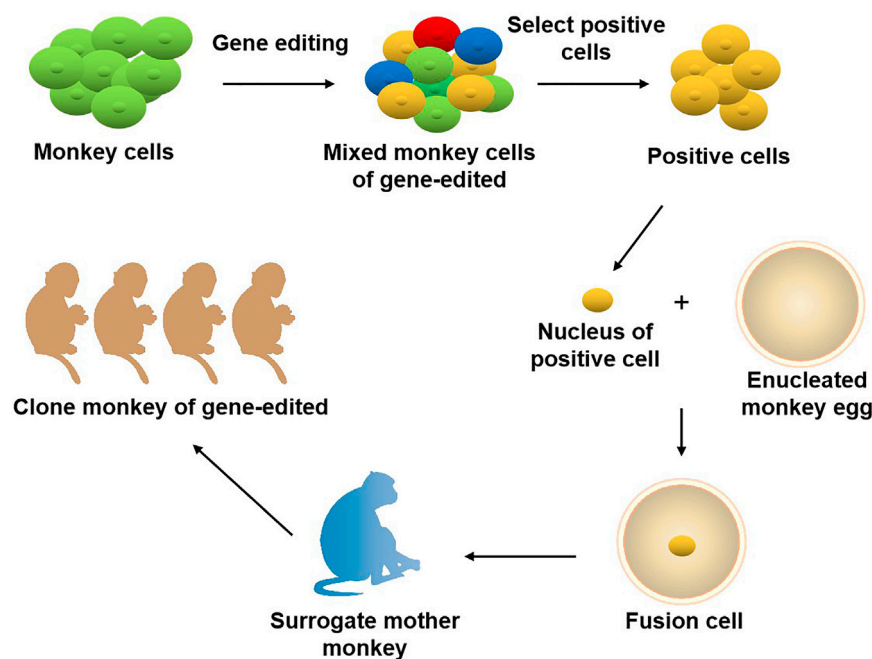 Gene editing
Select positive
cells
Monkey cells
Mixed monkey cells
of gene-edited
Positive cells
+
Nucleus of
positive cell
Enucleated
monkey egg
Fusion cell
Surrogate mother
monkey
Clone monkey of gene-edited